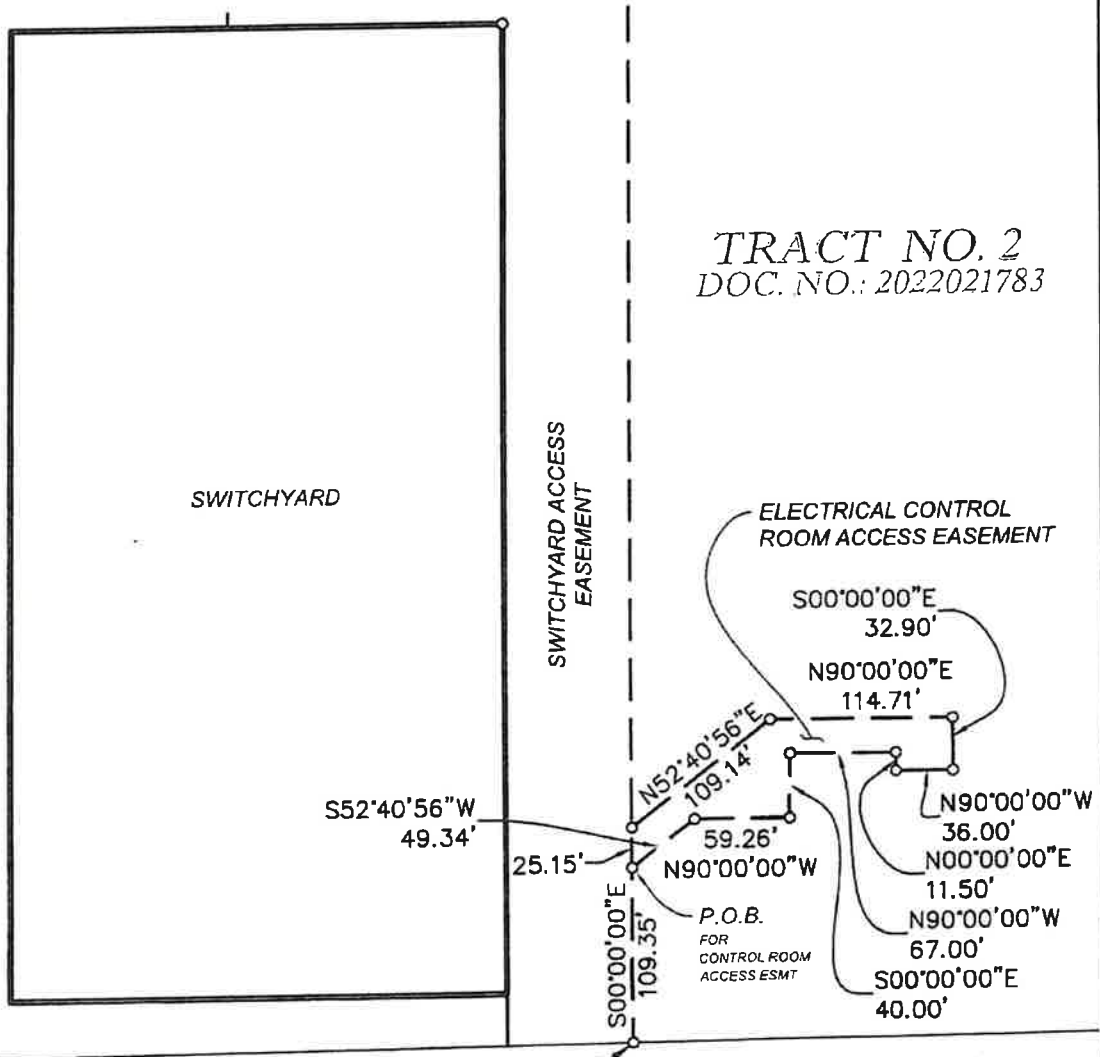 TRACT NO. 2
DOC. NO.: 2022021783
SWITCHYARD
SWITCHYARD ACCESS
EASEMENT
ELECTRICAL CONTROL
ROOM ACCESS EASEMENT
S00°00'00"E
32.90'
N90°00'00"E
114.71'
N52°40'56"E
109.14'
S52°40'56"W
49.34'
25.15'
59.26'
N90°00'00"W
N90°00'00"W
36.00'
N00°00'00"E
11.50'
N90°00'00"W
67.00'
S00°00'00"E
40.00'
P.O.B.
FOR
CONTROL ROOM
ACCESS ESMT
S00°00'00"E
109.35'